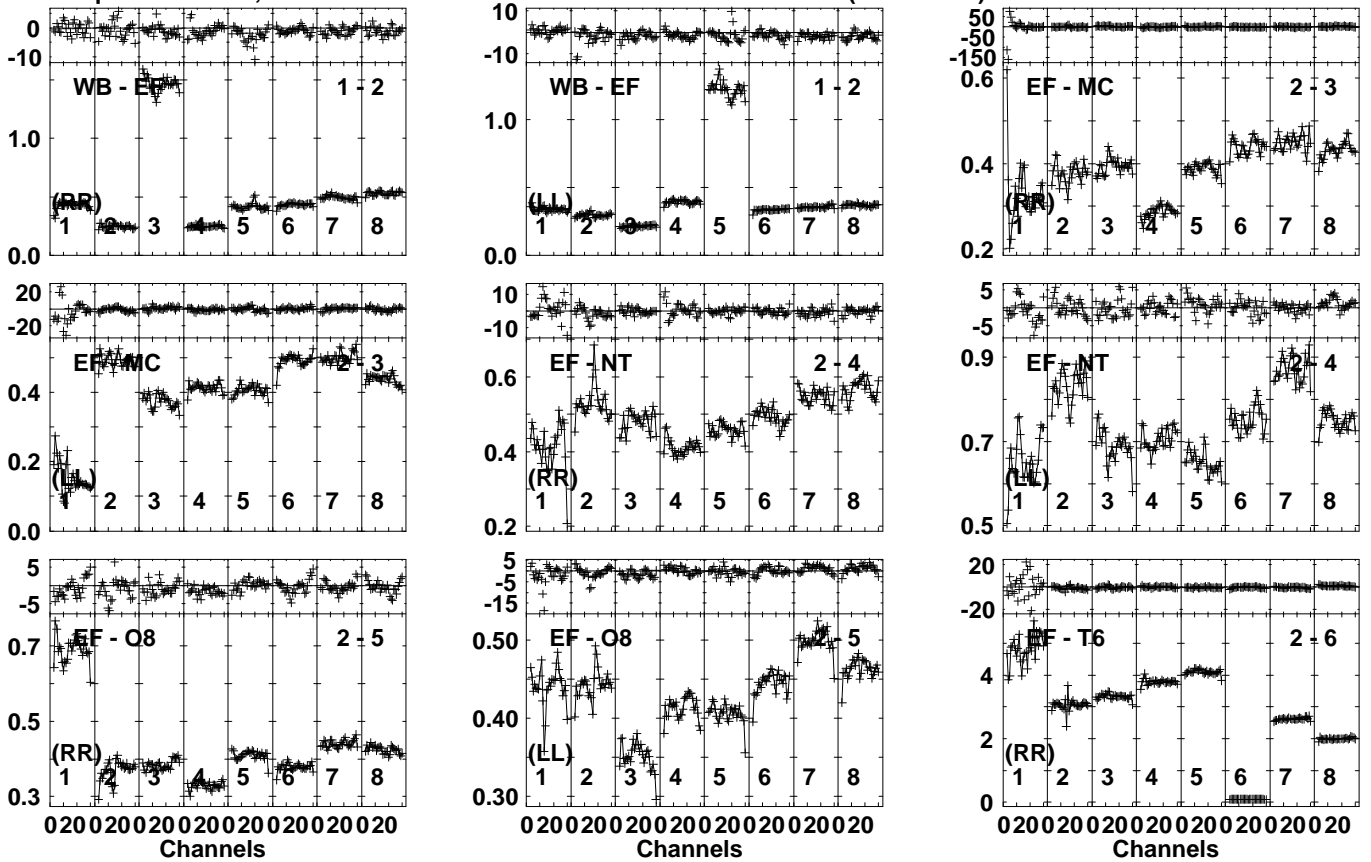 0 10 0 50
-10 -10 -50
-150
WB - EF 1 - 2 WB - EF 1 - 2 0.6 EF - MC 2 - 3
1.0 1.0
0.4
(RR) (LL) (RR)
1 2 3 4 5 6 7 8 1 2 3 4 5 6 7 8 1 2 3 4 5 6 7 8
0.0 0.0 0.2
20 10 5
-20 -10 -5
EF - MC 2 - 3 EF - NT 2 - 4 0.9 EF - NT 2 - 4
0.4 0.6 0.7
0.2 0.4
(LL) (RR) (LL)
1 2 3 4 5 6 7 8 1 2 3 4 5 6 7 8 1 2 3 4 5 6 7 8
0.0 0.2 0.5
5 5 20
-5 -5 -20
-15
0.7 EF - O8 2 - 5 0.50 EF - O8 2 - 5 EF - T6 2 - 6
4
0.5 0.40 2
(RR) (LL) (RR)
1 2 3 4 5 6 7 8 1 2 3 4 5 6 7 8 1 2 3 4 5 6 7 8
0.3 0.30 0
0 20 0 20 0 20 0 20 0 20 0 20 0 20 0 20 0 20 0 20 0 20 0 20 0 20 0 20 0 20 0 20 0 20 0 20 0 20 0 20 0 20 0 20 0 20 0 20
Channels Channels Channels